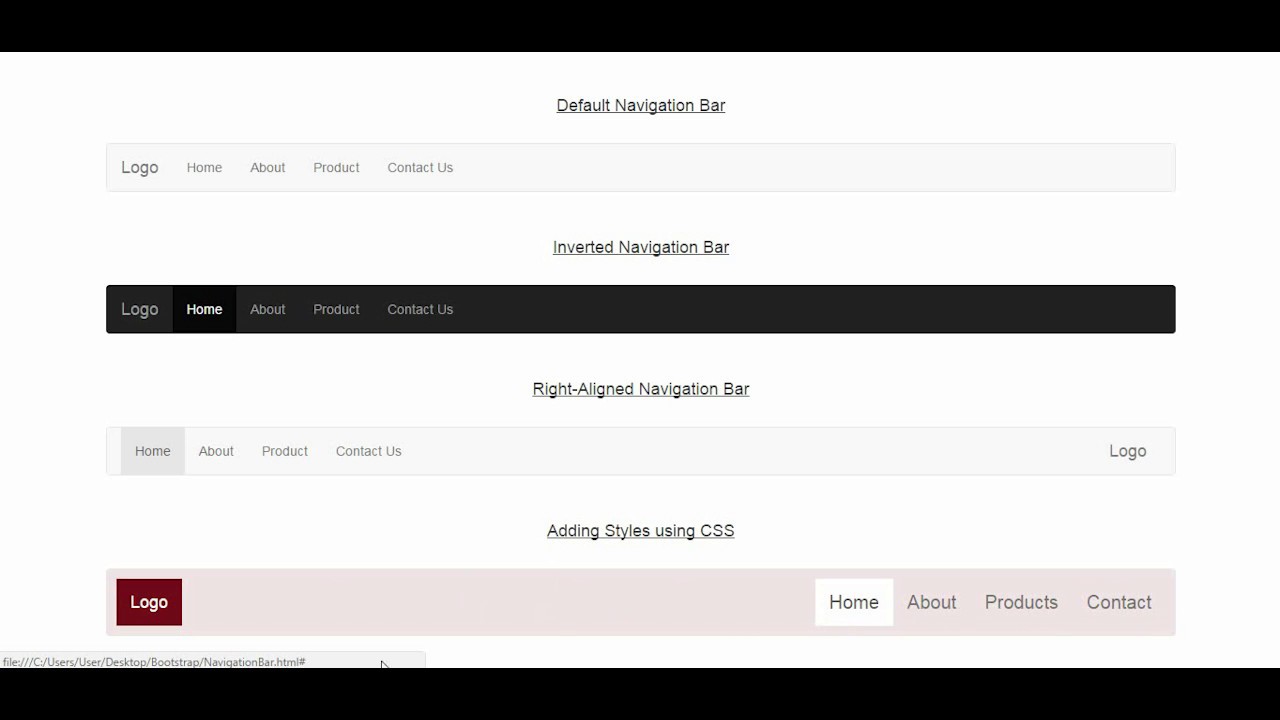 Default Navigation Bar
Logo Home About Product Contact Us
Inverted Navigation Bar
Logo Home About Product Contact Us
Right-Aligned Navigation Bar
Home About Product Contact Us Logo
Adding Styles using CSS
Logo Home About Products Contact
file:///C:/Users/User/Desktop/Bootstrap/NavigationBar.html#